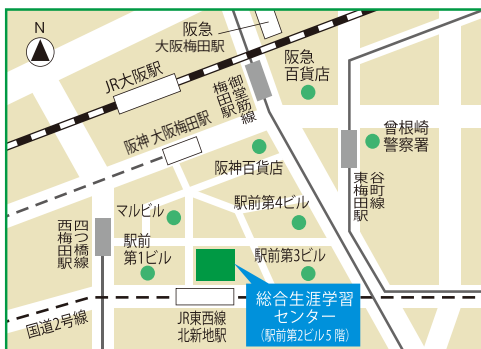 N
阪急
大阪梅田駅
JR大阪駅
阪急
百貨店
御堂筋線
梅田駅
阪神 大阪梅田駅
曽根崎
警察署
阪神百貨店
谷町線
東梅田駅
マルビル
駅前第4ビル
四つ橋線
西梅田駅
駅前
第1ビル
駅前第3ビル
総合生涯学習
センター
(駅前第2ビル5階)
国道2号線
JR東西線
北新地駅